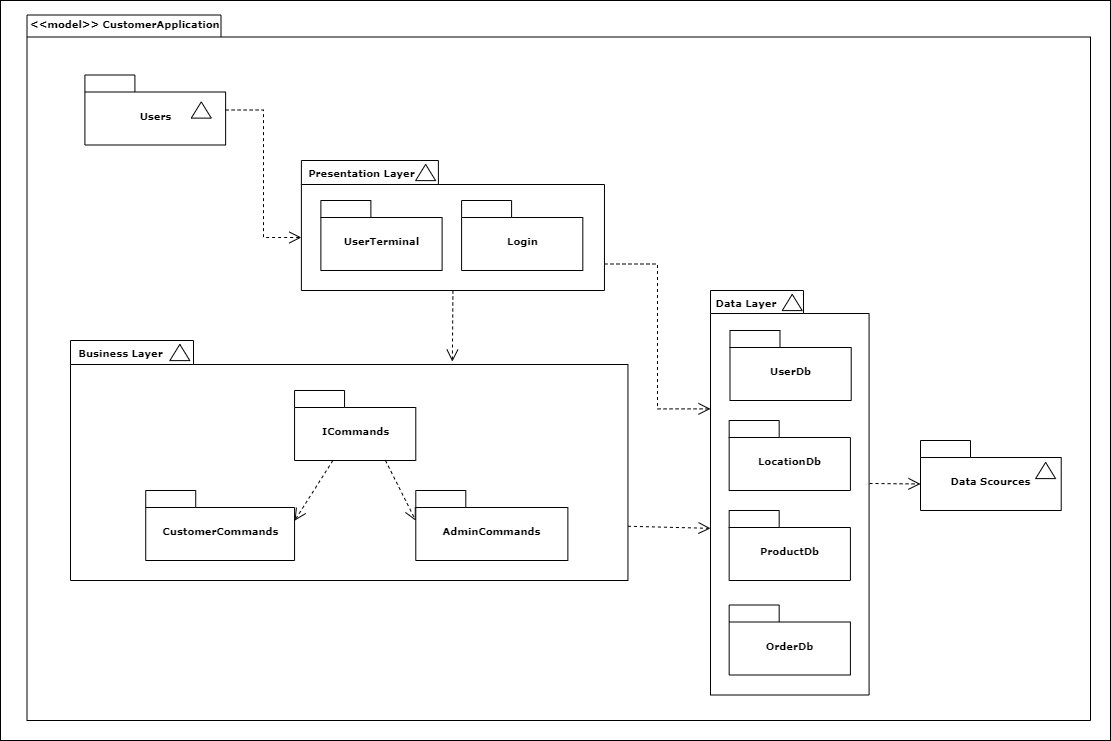 <<model>> CustomerApplication
Users
Presentation Layer
UserTerminal
Login
Data Layer
UserDb
Business Layer
ICommands
LocationDb
Data Scources
CustomerCommands
AdminCommands
ProductDb
OrderDb